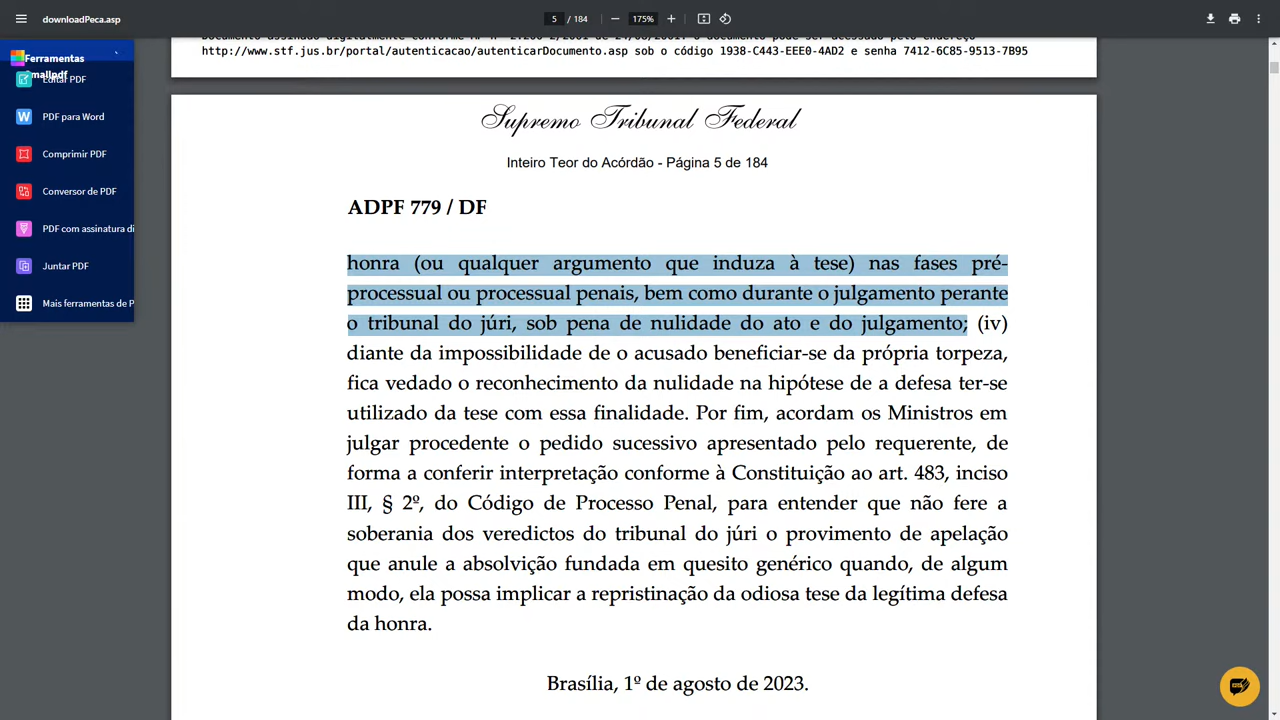 downloadPeca.asp
5 / 184
175%
Ferramentas
mallpdf
Editar PDF
PDF para Word
Comprimir PDF
Conversor de PDF
PDF com assinatura di
Juntar PDF
Mais ferramentas de P
http://www.stf.jus.br/portal/autenticacao/autenticarDocumento.asp sob o código 1938-C443-EEE0-4AD2 e senha 7412-6C85-9513-7B95
Supremo Tribunal Federal
Inteiro Teor do Acórdão - Página 5 de 184
ADPF 779 / DF
honra (ou qualquer argumento que induza à tese) nas fases pré-
processual ou processual penais, bem como durante o julgamento perante
o tribunal do júri, sob pena de nulidade do ato e do julgamento; (iv)
diante da impossibilidade de o acusado beneficiar-se da própria torpeza,
fica vedado o reconhecimento da nulidade na hipótese de a defesa ter-se
utilizado da tese com essa finalidade. Por fim, acordam os Ministros em
julgar procedente o pedido sucessivo apresentado pelo requerente, de
forma a conferir interpretação conforme à Constituição ao art. 483, inciso
III, § 2º, do Código de Processo Penal, para entender que não fere a
soberania dos veredictos do tribunal do júri o provimento de apelação
que anule a absolvição fundada em quesito genérico quando, de algum
modo, ela possa implicar a repristinação da odiosa tese da legítima defesa
da honra.
Brasília, 1º de agosto de 2023.